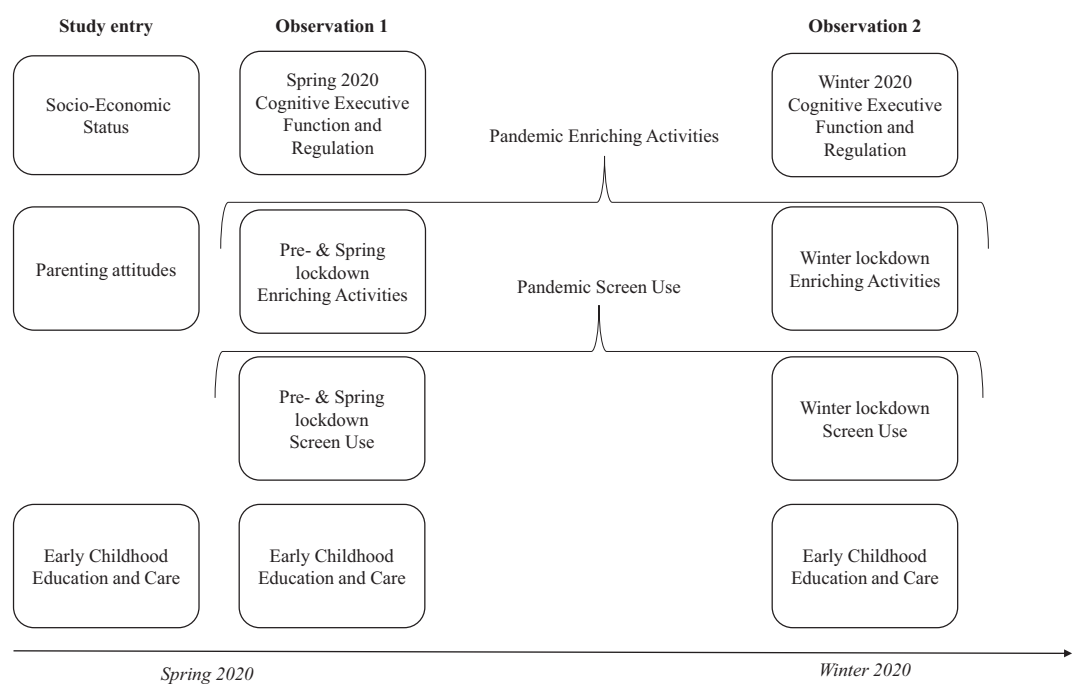 Study entry
Observation 1
Observation 2
Socio-Economic
Status
Spring 2020
Cognitive Executive
Function and
Regulation
Pandemic Enriching Activities
Winter 2020
Cognitive Executive
Function and
Regulation
Parenting attitudes
Pre- & Spring
lockdown
Enriching Activities
Pandemic Screen Use
Winter lockdown
Enriching Activities
Pre- & Spring
lockdown
Screen Use
Winter lockdown
Screen Use
Early Childhood
Education and Care
Early Childhood
Education and Care
Early Childhood
Education and Care
Spring 2020
Winter 2020